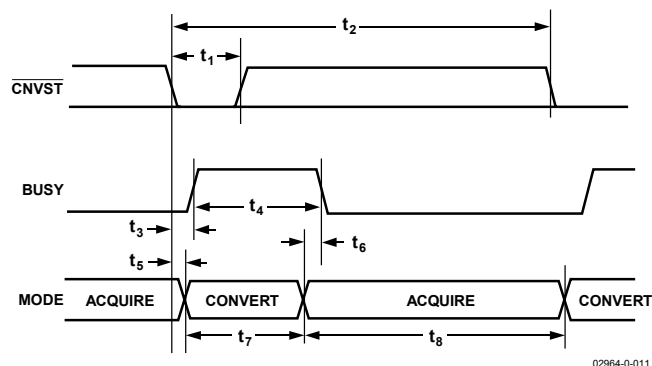 t2
t1
CNVST
BUSY
t4
t3
t6
t5
MODE ACQUIRE CONVERT ACQUIRE CONVERT
t7 t8
02964-0-011